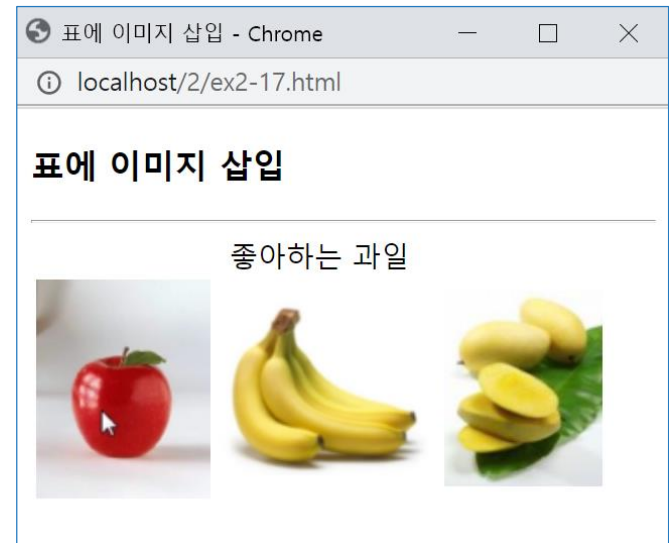 표에 이미지 삽입 - Chrome
localhost/2/ex2-17.html
표에 이미지 삽입
좋아하는 과일